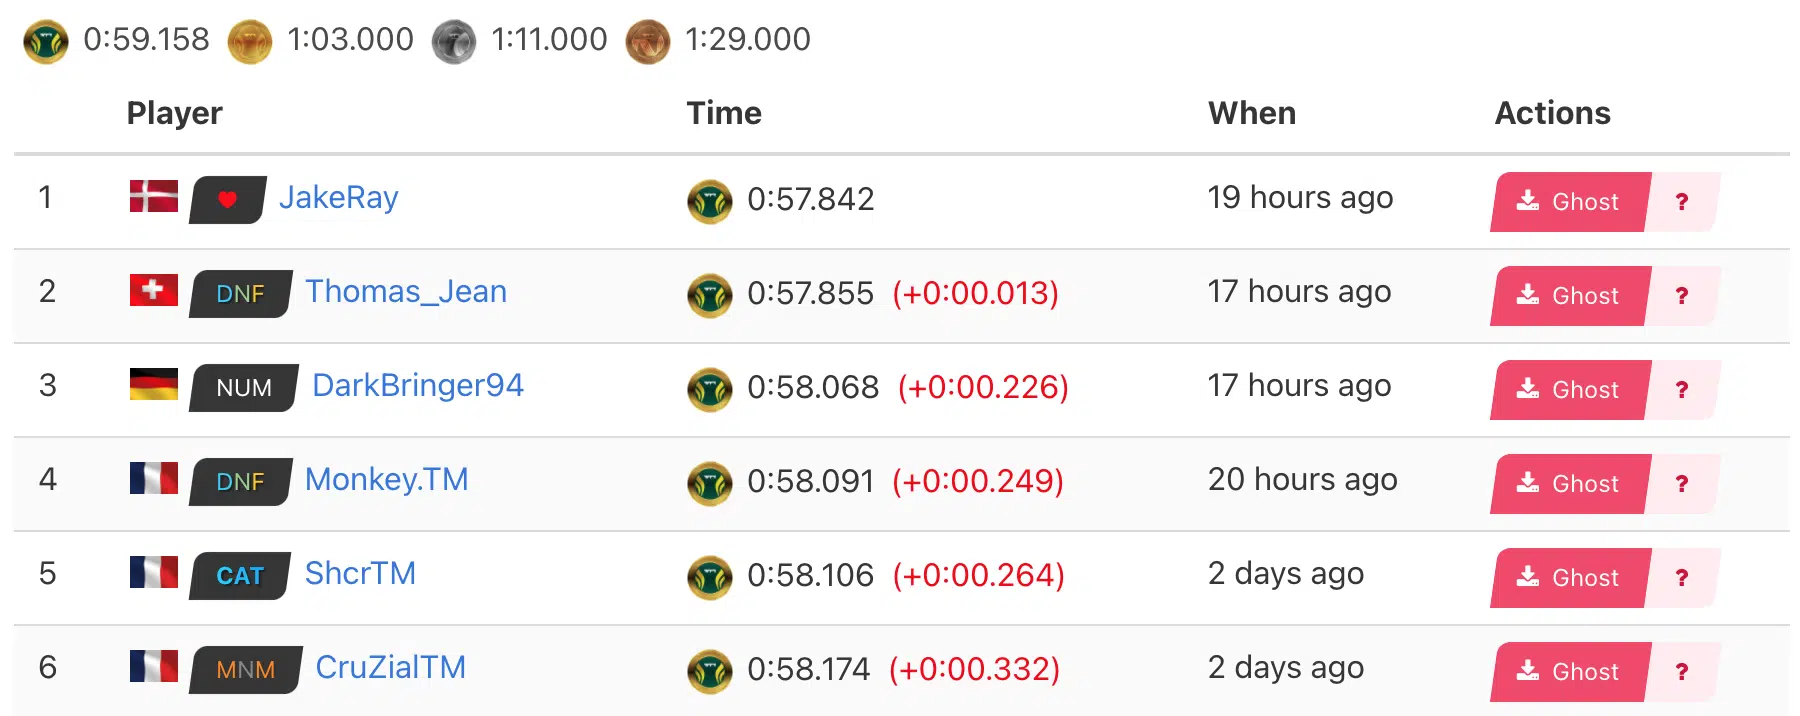 0:59.158 1:03.000 1:11.000 1:29.000
Player Time When Actions
1 JakeRay 0:57.842 19 hours ago Ghost ?
2 DNF Thomas_Jean 0:57.855 (+0:00.013) 17 hours ago Ghost ?
3 NUM DarkBringer94 0:58.068 (+0:00.226) 17 hours ago Ghost ?
4 DNF Monkey.TM 0:58.091 (+0:00.249) 20 hours ago Ghost ?
5 CAT ShcrTM 0:58.106 (+0:00.264) 2 days ago Ghost ?
6 MNM CruZialTM 0:58.174 (+0:00.332) 2 days ago Ghost ?